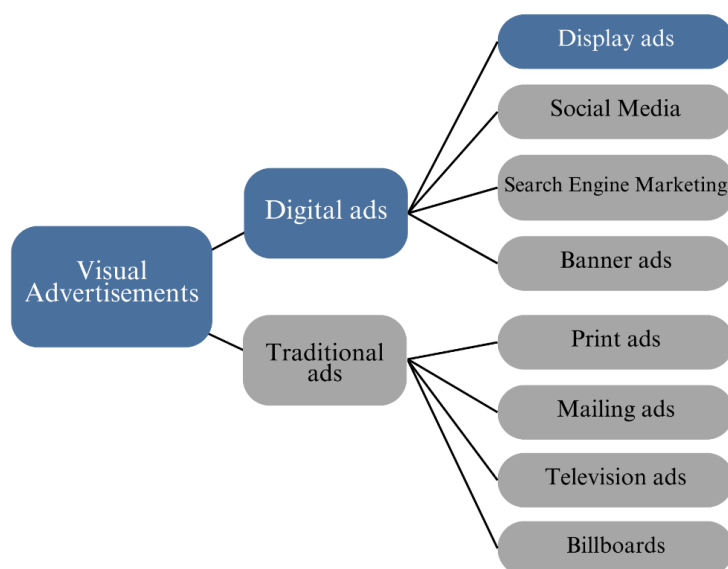 Display ads
Social Media
Search Engine Marketing
Digital ads
Banner ads
Visual
Advertisements
Traditional
ads
Print ads
Mailing ads
Television ads
Billboards